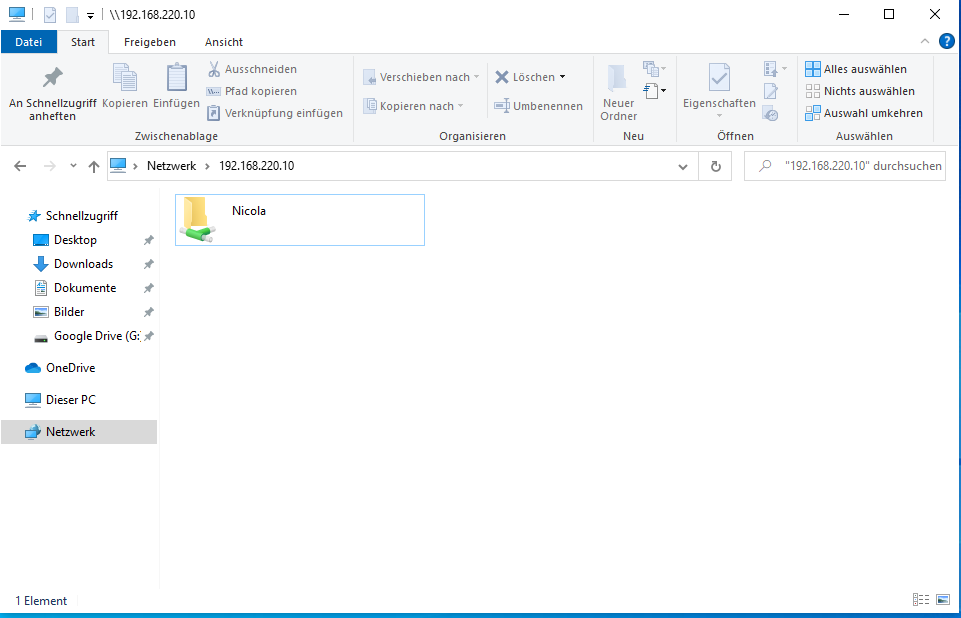 \\192.168.220.10
Datei Start Freigeben Ansicht
An Schnellzugriff
anheften
Kopieren
Einfügen
Ausschneiden
Pfad kopieren
Verknüpfung einfügen
Zwischenablage
Verschieben nach
Kopieren nach
Löschen
Umbenennen
Organisieren
Neuer
Ordner
Neu
Eigenschaften
Öffnen
Alles auswählen
Nichts auswählen
Auswahl umkehren
Auswählen
Netzwerk 192.168.220.10
"192.168.220.10" durchsuchen
Schnellzugriff
Desktop
Downloads
Dokumente
Bilder
Google Drive (G:
OneDrive
Dieser PC
Netzwerk
Nicola
1 Element